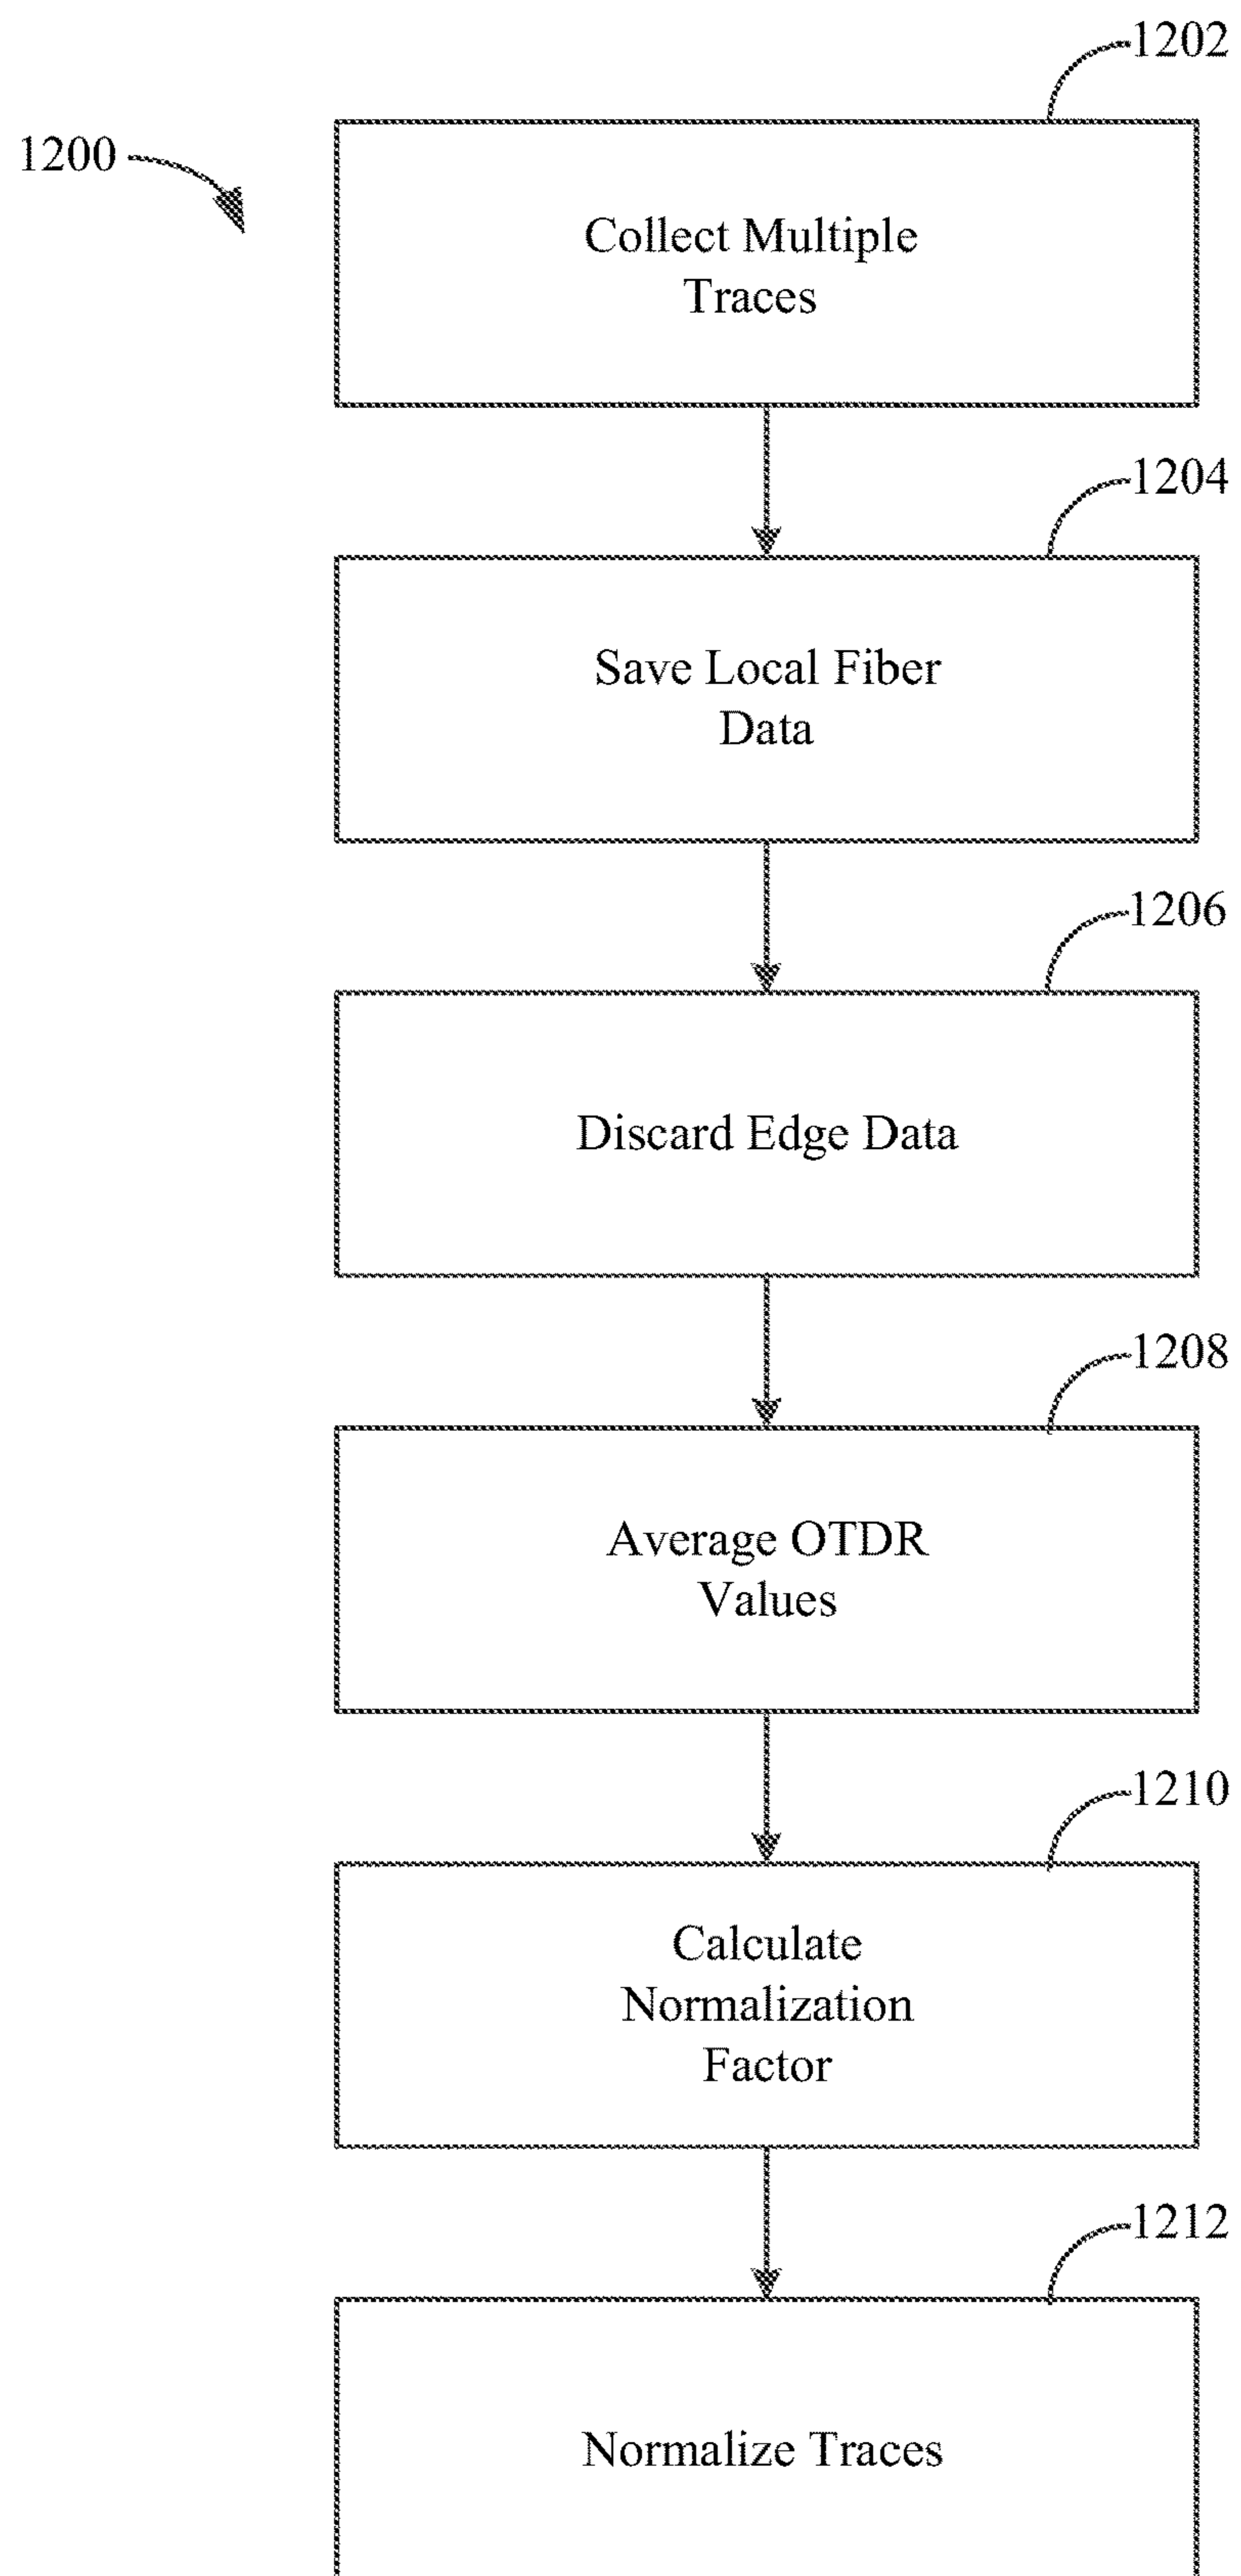 1202
1200
Collect Multiple
Traces
1204
Save Local Fiber
Data
1206
Discard Edge Data
1208
Average OTDR
Values
1210
Calculate
Normalization
Factor
1212
Normalize Traces